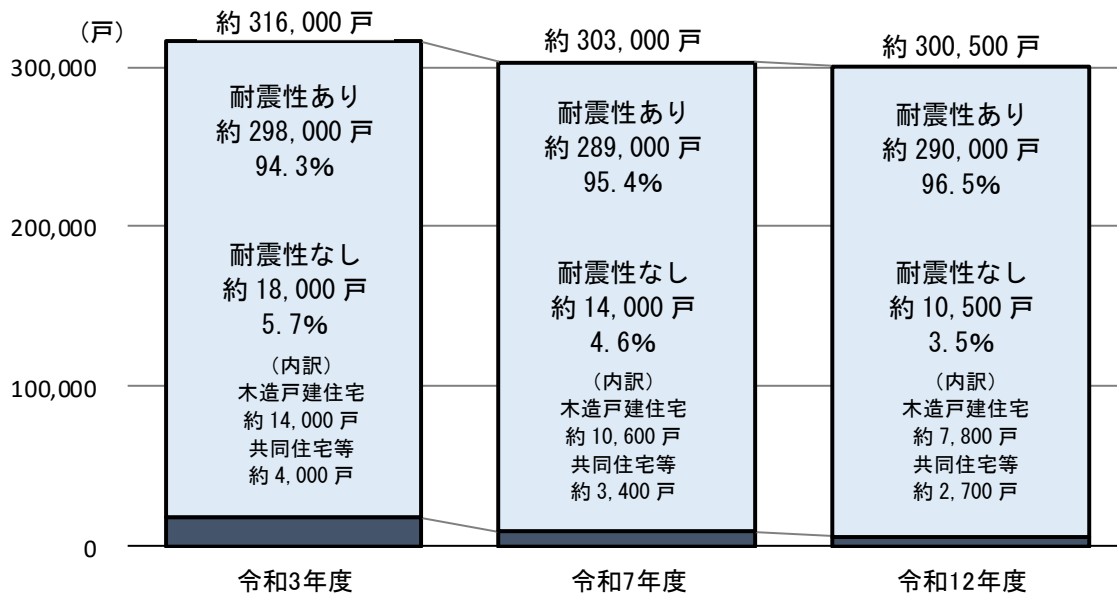 （戸）
300,000
200,000
100,000
0
約 316,000 戸
耐震性あり
約 298,000 戸
94.3%
耐震性なし
約 18,000 戸
5.7%
（内訳）
木造戸建住宅
約 14,000 戸
共同住宅等
約 4,000 戸
令和3年度
約 303,000 戸
耐震性あり
約 289,000 戸
95.4%
耐震性なし
約 14,000 戸
4.6%
（内訳）
木造戸建住宅
約 10,600 戸
共同住宅等
約 3,400 戸
令和7年度
約 300,500 戸
耐震性あり
約 290,000 戸
96.5%
耐震性なし
約 10,500 戸
3.5%
（内訳）
木造戸建住宅
約 7,800 戸
共同住宅等
約 2,700 戸
令和12年度